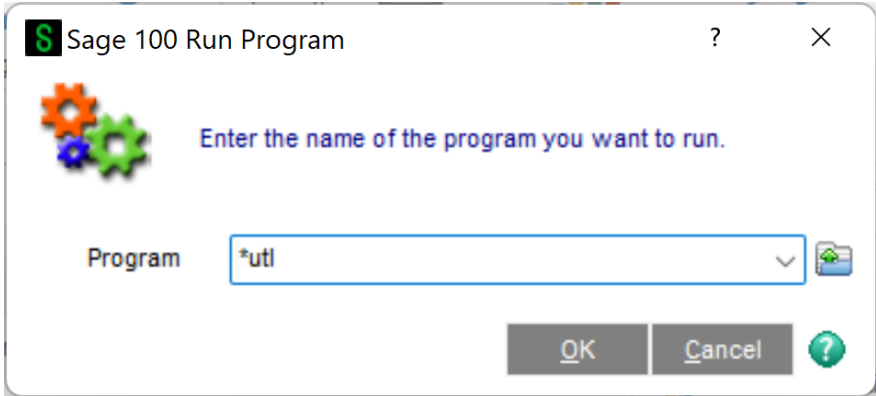 S Sage 100 Run Program ?
Enter the name of the program you want to run.
Program *utl
OK Cancel ?